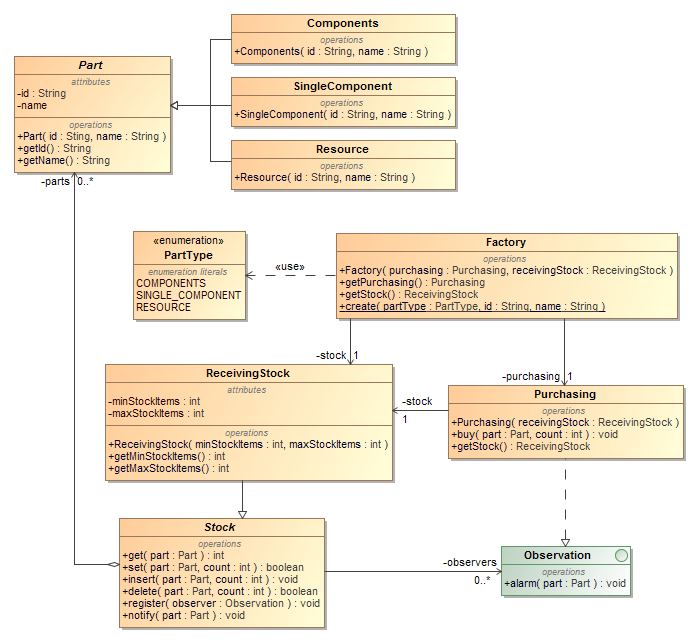 Components
operations
+Components( id : String, name : String )
Part
attributes
-id : String
-name
operations
+Part( id : Sting, name : String )
+getId() : String
+getName() : String
SingleComponent
operations
+SingleComponent( id : String, name : String )
Resource
operations
+Resource( id : String, name : String )
-parts 0..*
«enumeration»
PartType
enumeration literals
COMPONENTS
SINGLE_COMPONENT
RESOURCE
«use»
Factory
operations
+Factory( purchasing : Purchasing, receivingStock : ReceivingStock )
+getPurchasing() : Purchasing
+getStock() : ReceivingStock
+create( partType : PartType, id : String, name : String )
-stock 1
-purchasing 1
ReceivingStock
attributes
-minStockItems : int
-maxStockItems : int
operations
+ReceivingStock( minStockItems : int, maxStockItems : int )
+getMinStockItems() : int
+getMaxStockItems() : int
-stock
1
Purchasing
operations
+Purchasing( receivingStock : ReceivingStock )
+buy( part : Part, count : int ) : void
+getStock() : ReceivingStock
Stock
operations
+get( part : Part ) : int
+set( part : Part, count : int ) : boolean
+insert( part : Part, count : int ) : void
+delete( part : Part, count : int ) : boolean
+register( observer : Observation ) : void
+notify( part : Part ) : void
-observers
0..*
Observation
operations
+alarm( part : Part ) : void